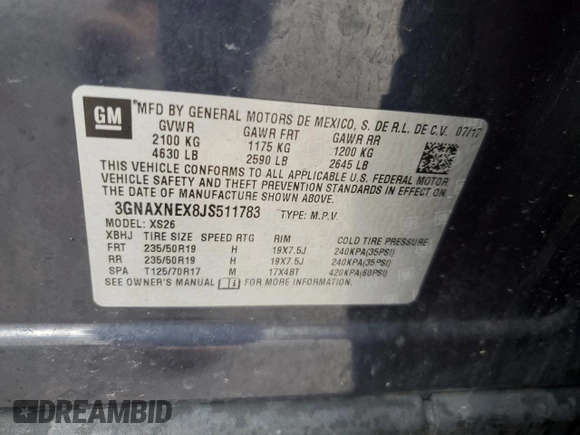 GM
*MFD BY GENERAL MOTORS DE MEXICO, S. DE R.L. DE C.V. 07/17
GVWR GAWR FRT GAWR RR
2100 KG 1175 KG 1200 KG
4630 LB 2590 LB 2645 LB
THIS VEHICLE CONFORMS TO ALL APPLICABLE U.S. FEDERAL MOTOR
VEHICLE SAFETY AND THEFT PREVENTION STANDARDS IN EFFECT ON
THE DATE OF MANUFACTURE SHOWN ABOVE.
3GNAXNEX8JS511783 TYPE: M.P.V.
MODEL: XS26
XBHJ TIRE SIZE SPEED RTG RIM COLD TIRE PRESSURE
FRT 235/50R19 H 19X7.5J 240KPA(35PSI)
RR 235/50R19 H 19X7.5J 240KPA(35PSI)
SPA T125/70R17 M 17X4BT 420KPA(60PSI)
SEE OWNER'S MANUAL FOR MORE INFORMATION.
DREAMBID